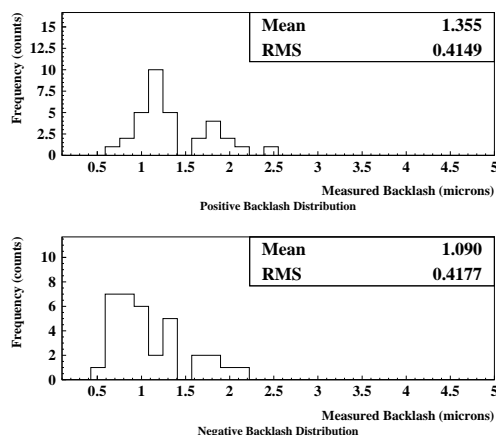 Mean 1.355
RMS 0.4149
Frequency (counts)
15
12.5
10
7.5
5
2.5
0
0.5 1 1.5 2 2.5 3 3.5 4 4.5 5
Measured Backlash (microns)
Positive Backlash Distribution
Mean 1.090
RMS 0.4177
Frequency (counts)
10
8
6
4
2
0
0.5 1 1.5 2 2.5 3 3.5 4 4.5 5
Measured Backlash (microns)
Negative Backlash Distribution